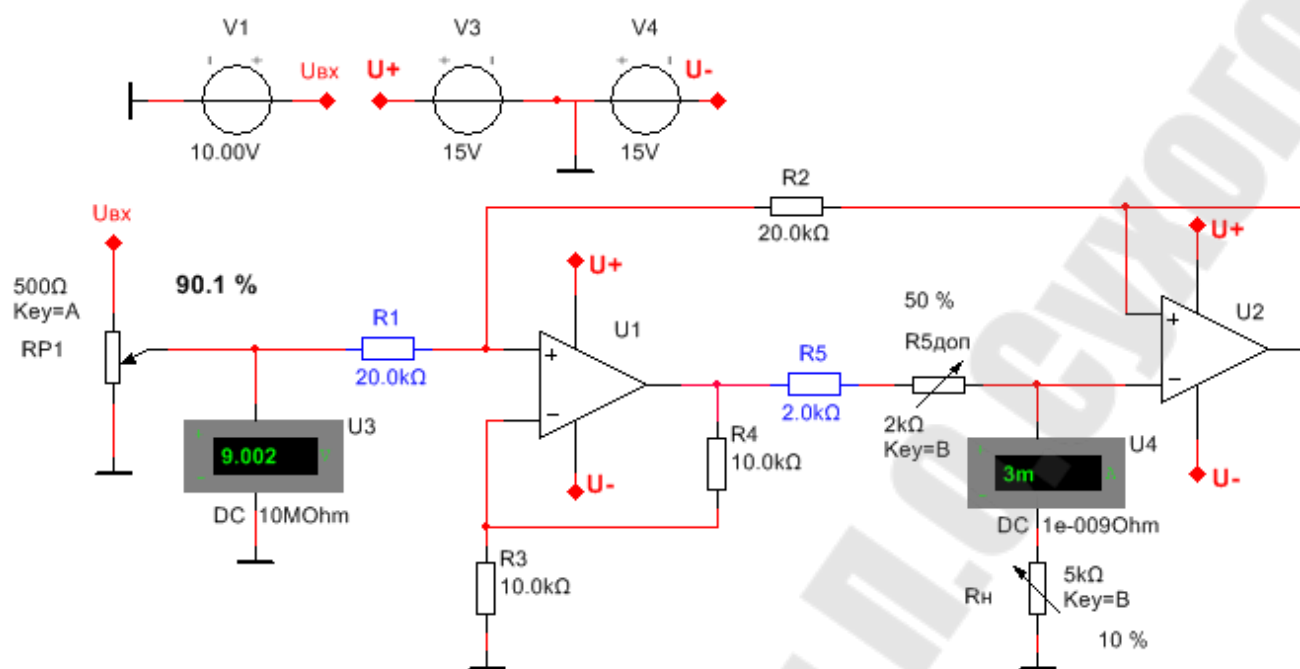 V1
V3
V4
Uвх
U+
U-
10.00V
15V
15V
R2
20.0kΩ
U+
Uвх
500Ω
Key=A
RP1
90.1 %
R1
20.0kΩ
U+
U1
50 %
R5доп
U2
R5
2.0kΩ
2kΩ
Key=B
U3
9.002 V
DC 10MOhm
U-
R4
10.0kΩ
U4
3m A
DC 1e-009Ohm
U-
R3
10.0kΩ
Rн
5kΩ
Key=B
10 %
П.О.Сухого